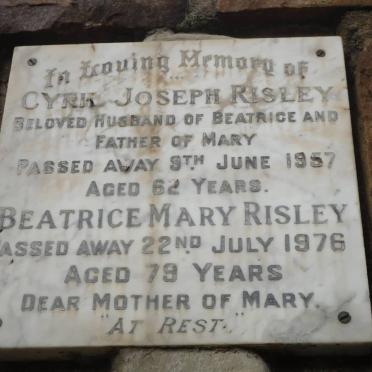 In Loving Memory of
CYRIL JOSEPH RISLEY
BELOVED HUSBAND OF BEATRICE AND
FATHER OF MARY
PASSED AWAY 9TH JUNE 1957
AGED 62 YEARS.
BEATRICE MARY RISLEY
PASSED AWAY 22ND JULY 1976
AGED 79 YEARS
DEAR MOTHER OF MARY.
"AT REST."